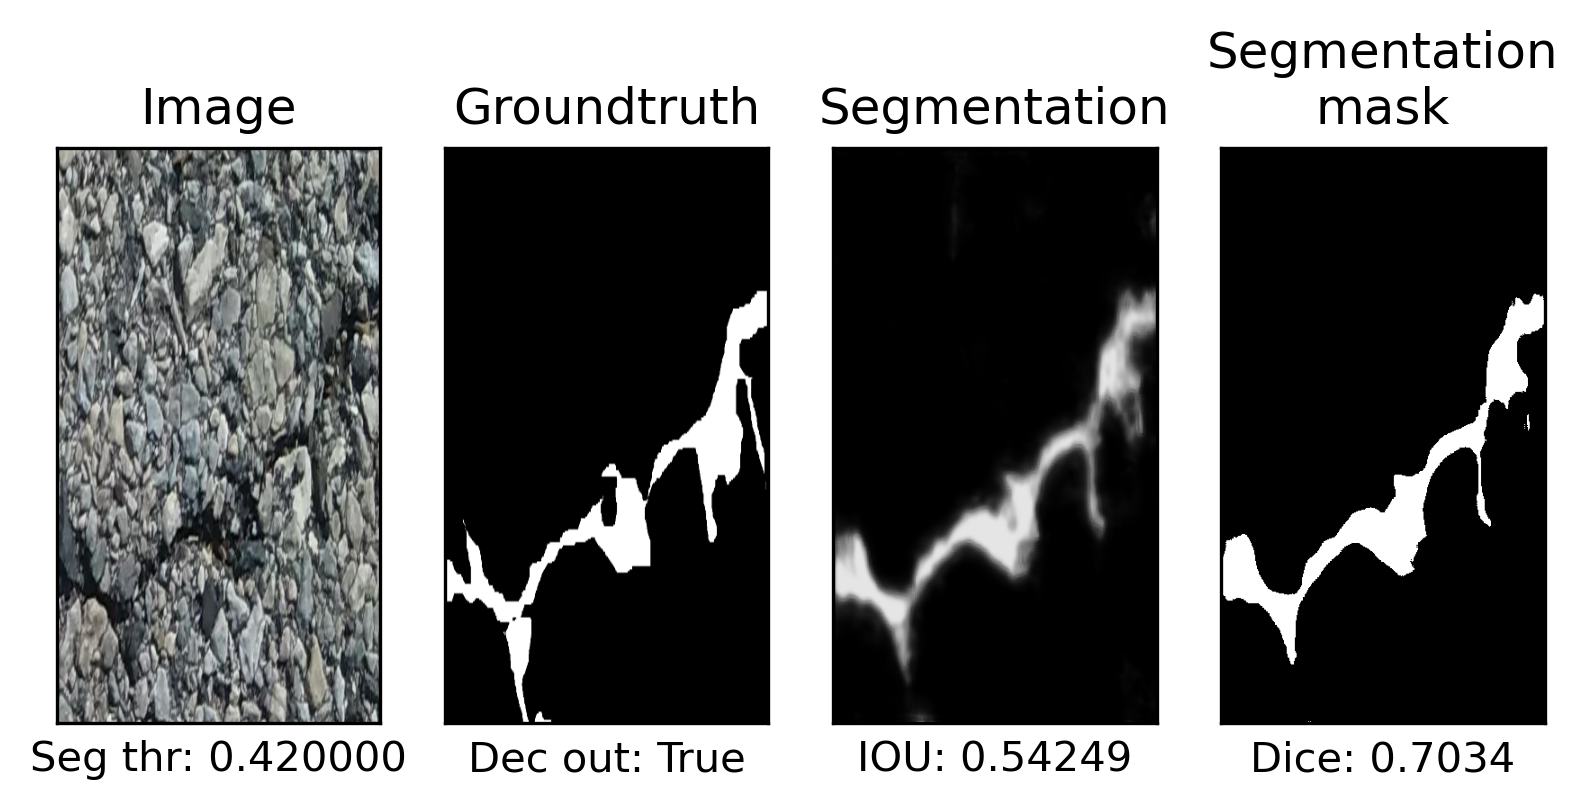 Image
Groundtruth
Segmentation
Segmentation
mask
Seg thr: 0.420000
Dec out: True
IOU: 0.54249
Dice: 0.7034